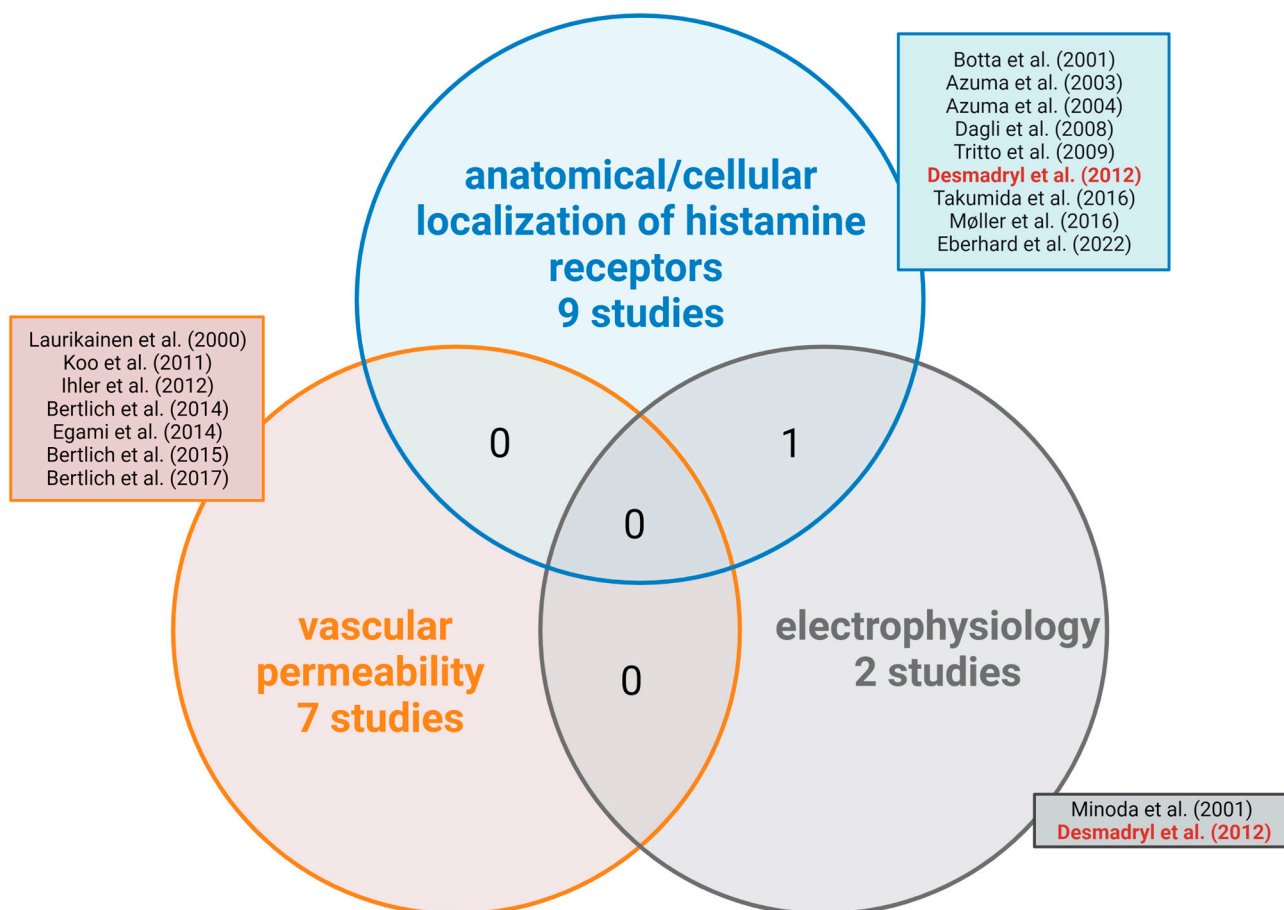 Botta et al. (2001)
Azuma et al. (2003)
Azuma et al. (2004)
Dagli et al. (2008)
Tritto et al. (2009)
Desmadryl et al. (2012)
Takumida et al. (2016)
Møller et al. (2016)
Eberhard et al. (2022)
anatomical/cellular
localization of histamine
receptors
9 studies
Laurikainen et al. (2000)
Koo et al. (2011)
Ihler et al. (2012)
Bertlich et al. (2014)
Egami et al. (2014)
Bertlich et al. (2015)
Bertlich et al. (2017)
0
1
0
vascular
permeability
7 studies
electrophysiology
2 studies
0
Minoda et al. (2001)
Desmadryl et al. (2012)